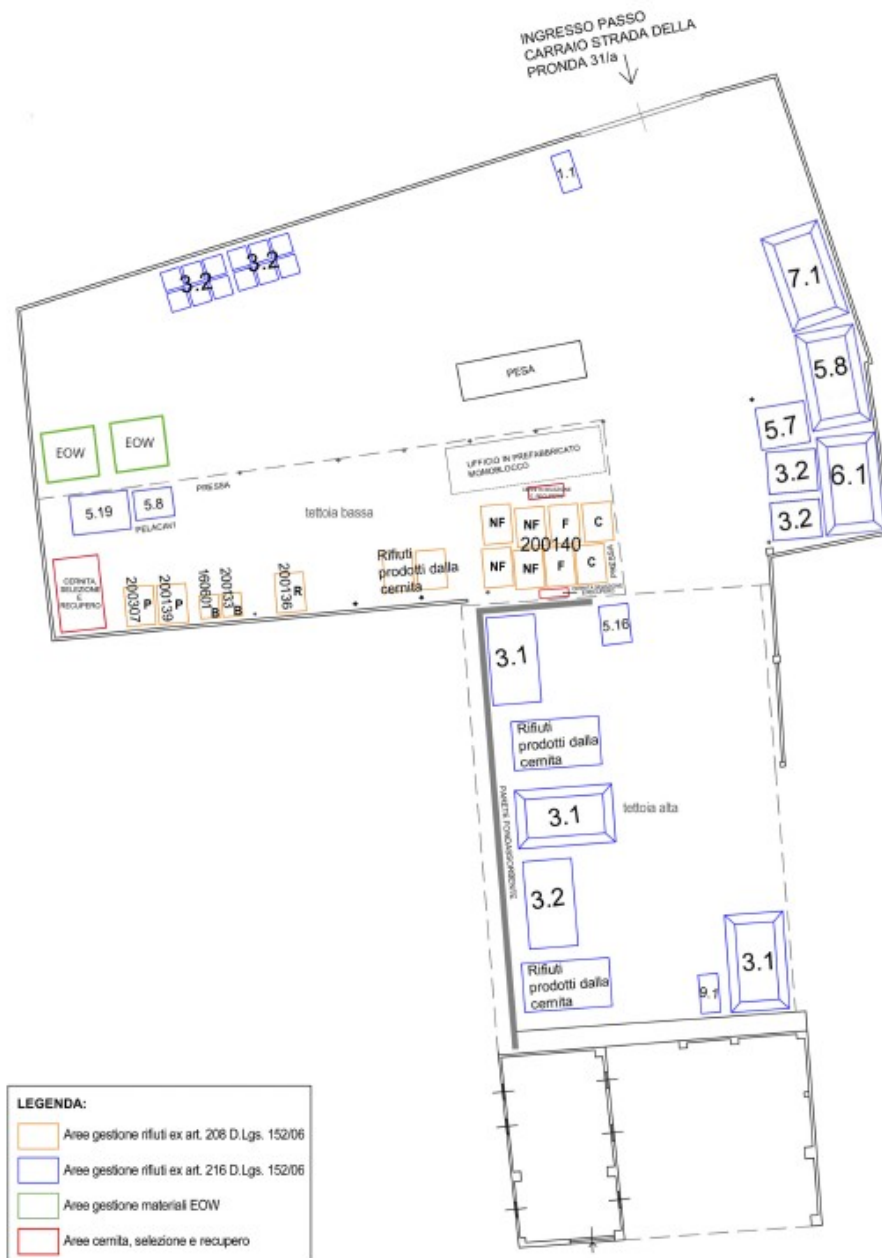 INGRESSO PASSO
CARRAIO STRADA DELLA
PRONDA 31/a
1.1
3.2
3.2
7.1
5.8
PESA
5.7
EOW
EOW
3.2
6.1
3.2
UFFICIO IN PREFABBRICATO
MONOBLOCCO
PRESSA
5.19
5.8
PELACAVI
tettoia bassa
NF
NF
F
C
200140
NF
NF
F
C
PRESSA
Rifiuti
prodotti dalla
cernita
CERNITA,
SELEZIONE
E
RECUPERO
200307
P
200139
P
160601
B
200133
B
200136
R
3.1
5.16
Rifiuti
prodotti dalla
cernita
PARETE FONOASSORBENTE
3.1
tettoia alta
3.2
3.1
Rifiuti
prodotti dalla
cernita
9.1
LEGENDA:
Aree gestione rifiuti ex art. 208 D.Lgs. 152/06
Aree gestione rifiuti ex art. 216 D.Lgs. 152/06
Aree gestione materiali EOW
Aree cernita, selezione e recupero